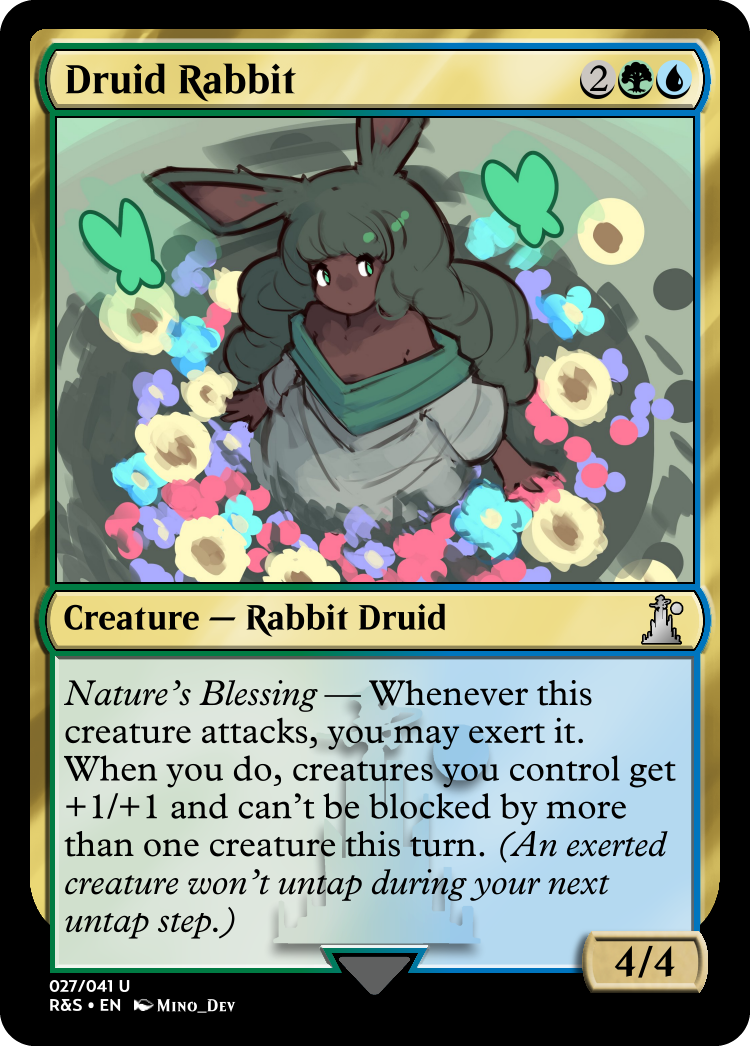 Druid Rabbit 2
Creature — Rabbit Druid
Nature's Blessing — Whenever this
creature attacks, you may exert it.
When you do, creatures you control get
+1/+1 and can't be blocked by more
than one creature this turn. (An exerted
creature won't untap during your next
untap step.)
4/4
027/041 U
R&S • EN Mino_Dev